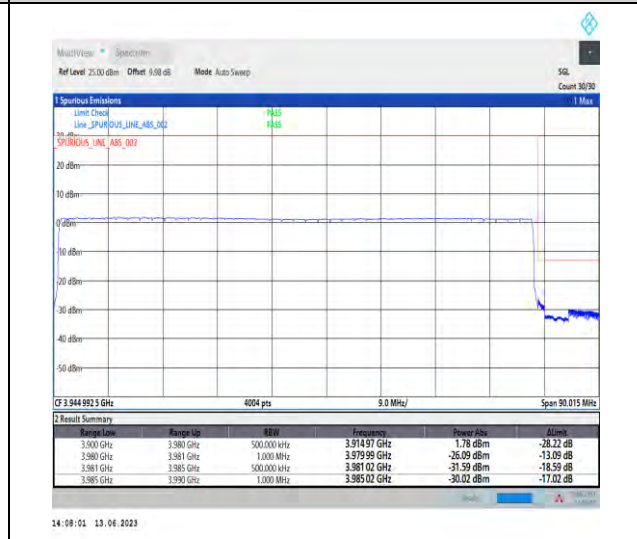 MultiView Spectrum
Ref Level 25.00 dBm Offset 9.98 dB Mode Auto Sweep SGL
Count 30/30
1 Spurious Emissions 1 Max
Limit Check PASS
Line _SPURIOUS_LINE_ABS_002 PASS
_SPURIOUS_LINE_ABS_002
20 dBm
10 dBm
0 dBm
-10 dBm
-20 dBm
-30 dBm
-40 dBm
-50 dBm
CF 3.944 992 5 GHz 4004 pts 9.0 MHz/ Span 90.015 MHz
2 Result Summary
Range Low Range Up RBW Frequency Power Abs ΔLimit
3.900 GHz 3.980 GHz 500.000 kHz 3.914 97 GHz 1.78 dBm -28.22 dB
3.980 GHz 3.981 GHz 1.000 MHz 3.979 99 GHz -26.09 dBm -13.09 dB
3.981 GHz 3.985 GHz 500.000 kHz 3.981 02 GHz -31.59 dBm -18.59 dB
3.985 GHz 3.990 GHz 1.000 MHz 3.985 02 GHz -30.02 dBm -17.02 dB
14:08:01 13.06.2023